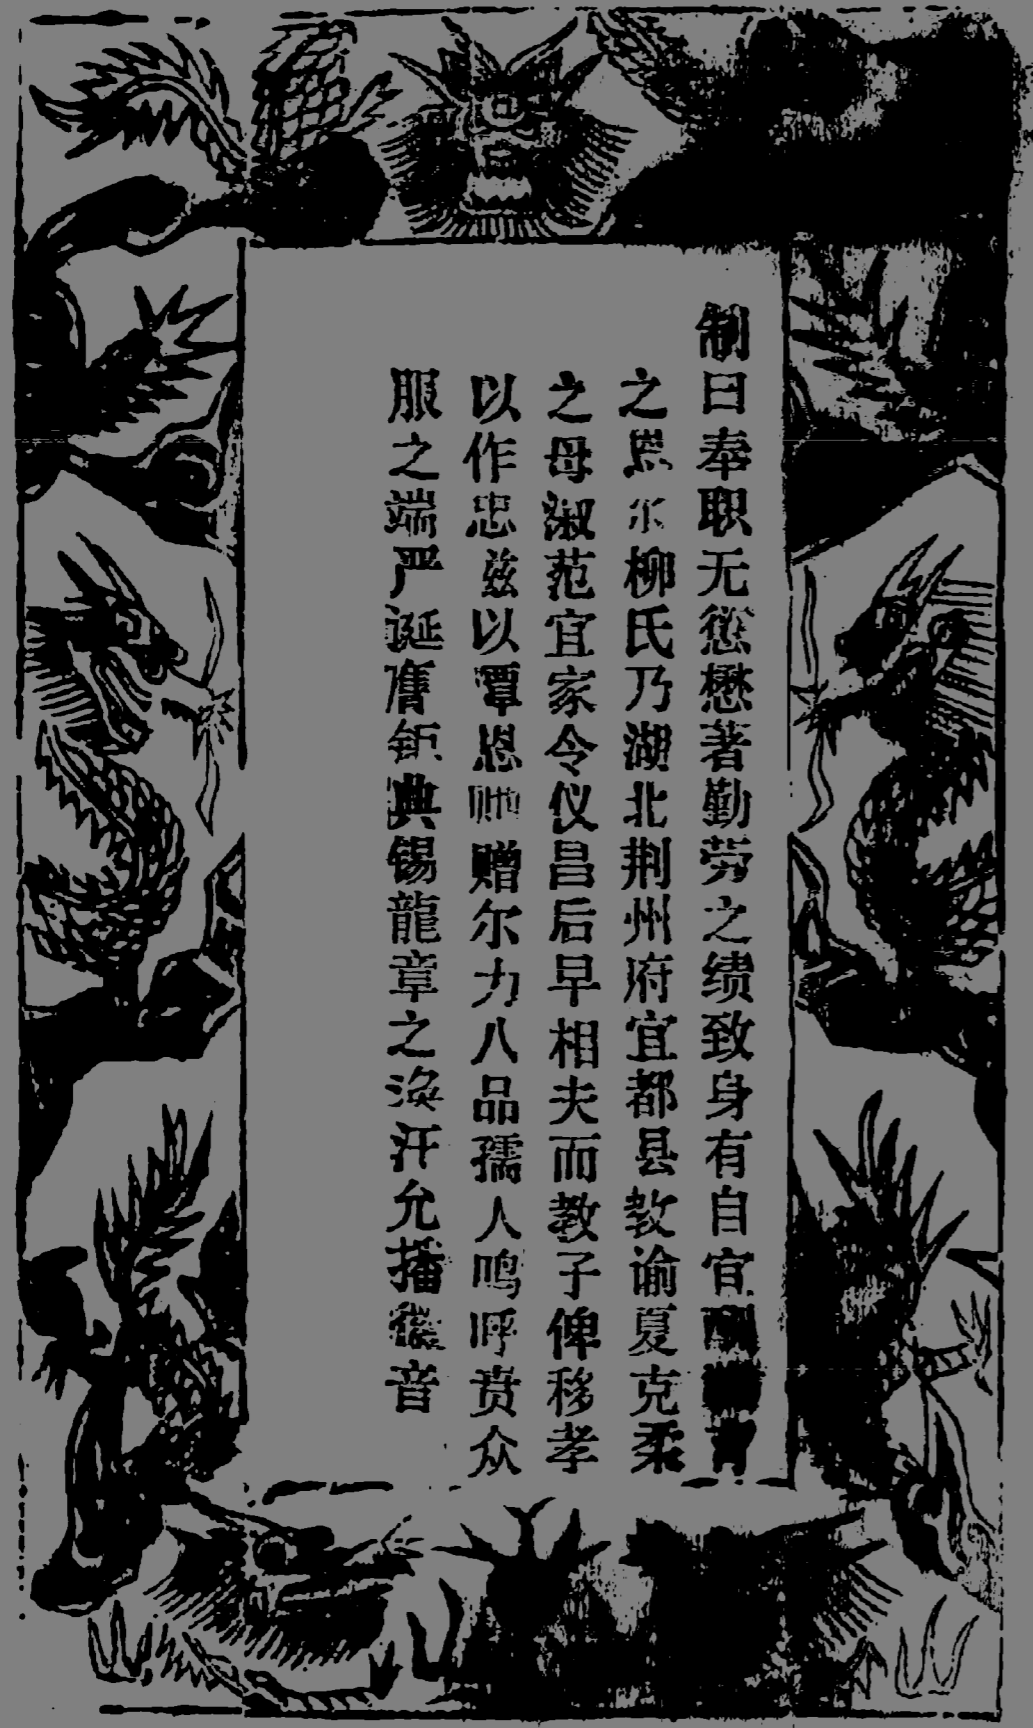 制曰奉职无愆懋著勤劳之绩致身有自宜
之恩尔柳氏乃湖北荆州府宜都县教谕夏克柔
之母淑范宜家令仪昌后早相夫而教子俾移孝
以作忠兹以覃恩赠尔为八品孺人鸣呼贲众
服之端严诞膺钜典锡龍章之涣汗允播徽音